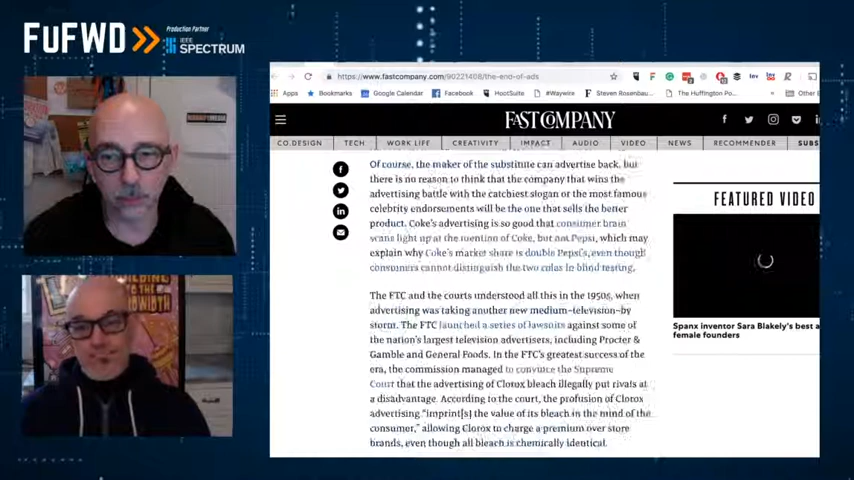 FUFWD
Production Partner
IEEE
SPECTRUM
https://www.fastcompany.com/90221408/the-end-of-ads
Apps
Bookmarks
Google Calendar
Facebook
HootSuite
#Waywire
Steven Rosenbau...
The Huffington Po...
Other
FAST COMPANY
CO.DESIGN
TECH
WORK LIFE
CREATIVITY
IMPACT
AUDIO
VIDEO
NEWS
RECOMMENDER
SUBS
Of course, the maker of the substitute can advertise back, but
there is no reason to think that the company that wins the
advertising battle with the catchiest slogan or the most famous
celebrity endorsements will be the one that sells the better
product. Coke's advertising is so good that consumer brain
scans light up at the mention of Coke, but not Pepsi, which may
explain why Coke's market share is double Pepsi's, even though
consumers cannot distinguish the two colas in blind testing.
The FTC and the courts understood all this in the 1950s, when
advertising was taking another new medium–television–by
storm. The FTC launched a series of lawsuits against some of
the nation's largest television advertisers, including Procter &
Gamble and General Foods. In the FTC's greatest success of the
era, the commission managed to convince the Supreme
Court that the advertising of Clorox bleach illegally put rivals at
a disadvantage. According to the court, the profusion of Clorox
advertising "imprint[s] the value of its bleach in the mind of the
consumer," allowing Clorox to charge a premium over store
brands, even though all bleach is chemically identical.
FEATURED VIDEO
Spanx inventor Sara Blakely's best a
female founders